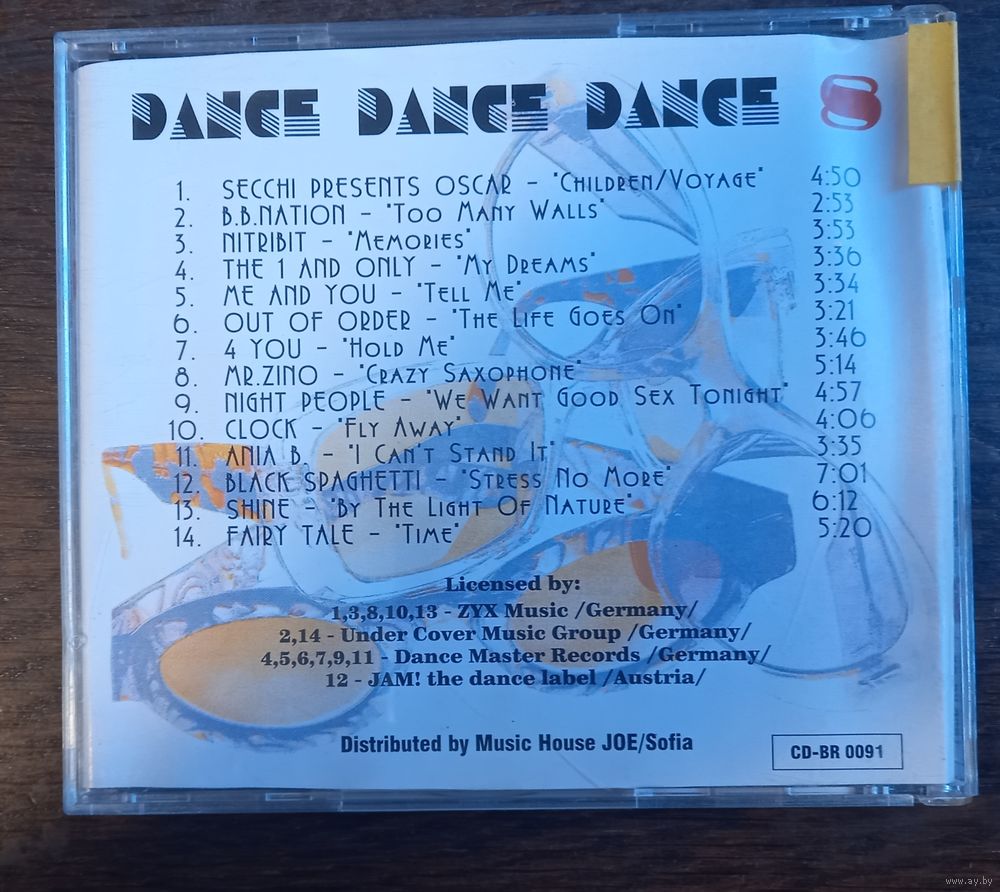 DANCE DANCE DANCE 8
1. SECCHI PRESENTS OSCAR - "CHILDREN/VOYAGE" 4:50
2. B.B.NATION - "TOO MANY WALLS" 2:53
3. NITRIBIT - "MEMORIES" 3:53
4. THE 1 AND ONLY - "MY DREAMS" 3:36
5. ME AND YOU - "TELL ME" 3:34
6. OUT OF ORDER - "THE LIFE GOES ON" 3:21
7. 4 YOU - "HOLD ME" 3:46
8. MR.ZINO - "CRAZY SAXOPHONE" 5:14
9. NIGHT PEOPLE - "WE WANT GOOD SEX TONIGHT" 4:57
10. CLOCK - "FLY AWAY" 4:06
11. ANIA B. - "I CAN'T STAND IT" 3:35
12. BLACK SPAGHETTI - "STRESS NO MORE" 7:01
13. SHINE - "BY THE LIGHT OF NATURE" 6:12
14. FAIRY TALE - "TIME" 5:20
Licensed by:
1,3,8,10,13 - ZYX Music /Germany/
2,14 - Under Cover Music Group /Germany/
4,5,6,7,9,11 - Dance Master Records /Germany/
12 - JAM! the dance label /Austria/
Distributed by Music House JOE/Sofia
CD-BR 0091
www.ay.by